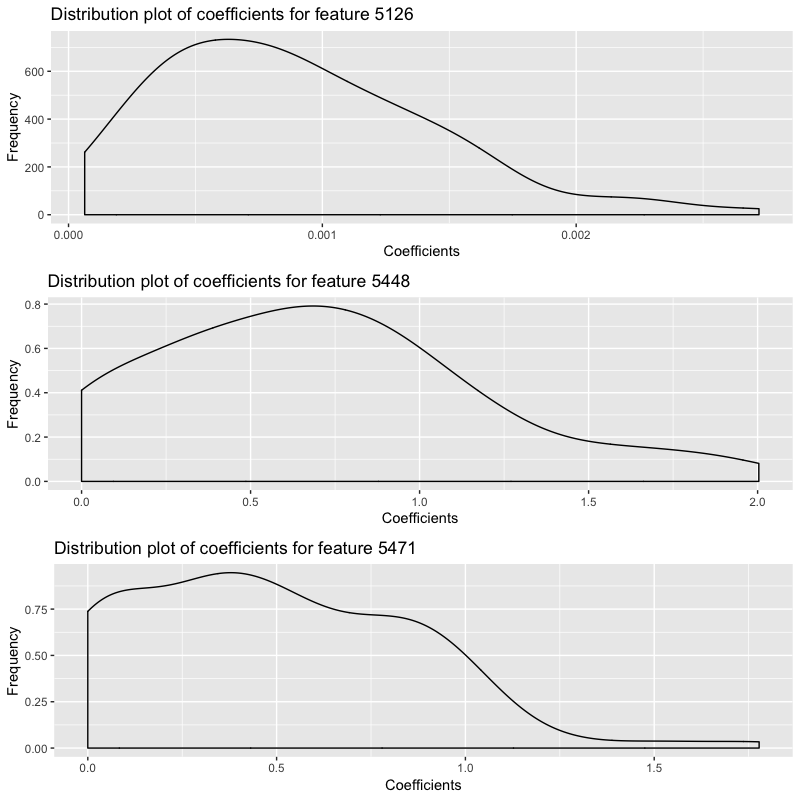 Distribution plot of coefficients for feature 5126
Frequency
600
400
200
0
0.000 0.001 0.002
Coefficients
Distribution plot of coefficients for feature 5448
Frequency
0.8
0.6
0.4
0.2
0.0
0.0 0.5 1.0 1.5 2.0
Coefficients
Distribution plot of coefficients for feature 5471
Frequency
0.75
0.50
0.25
0.00
0.0 0.5 1.0 1.5
Coefficients